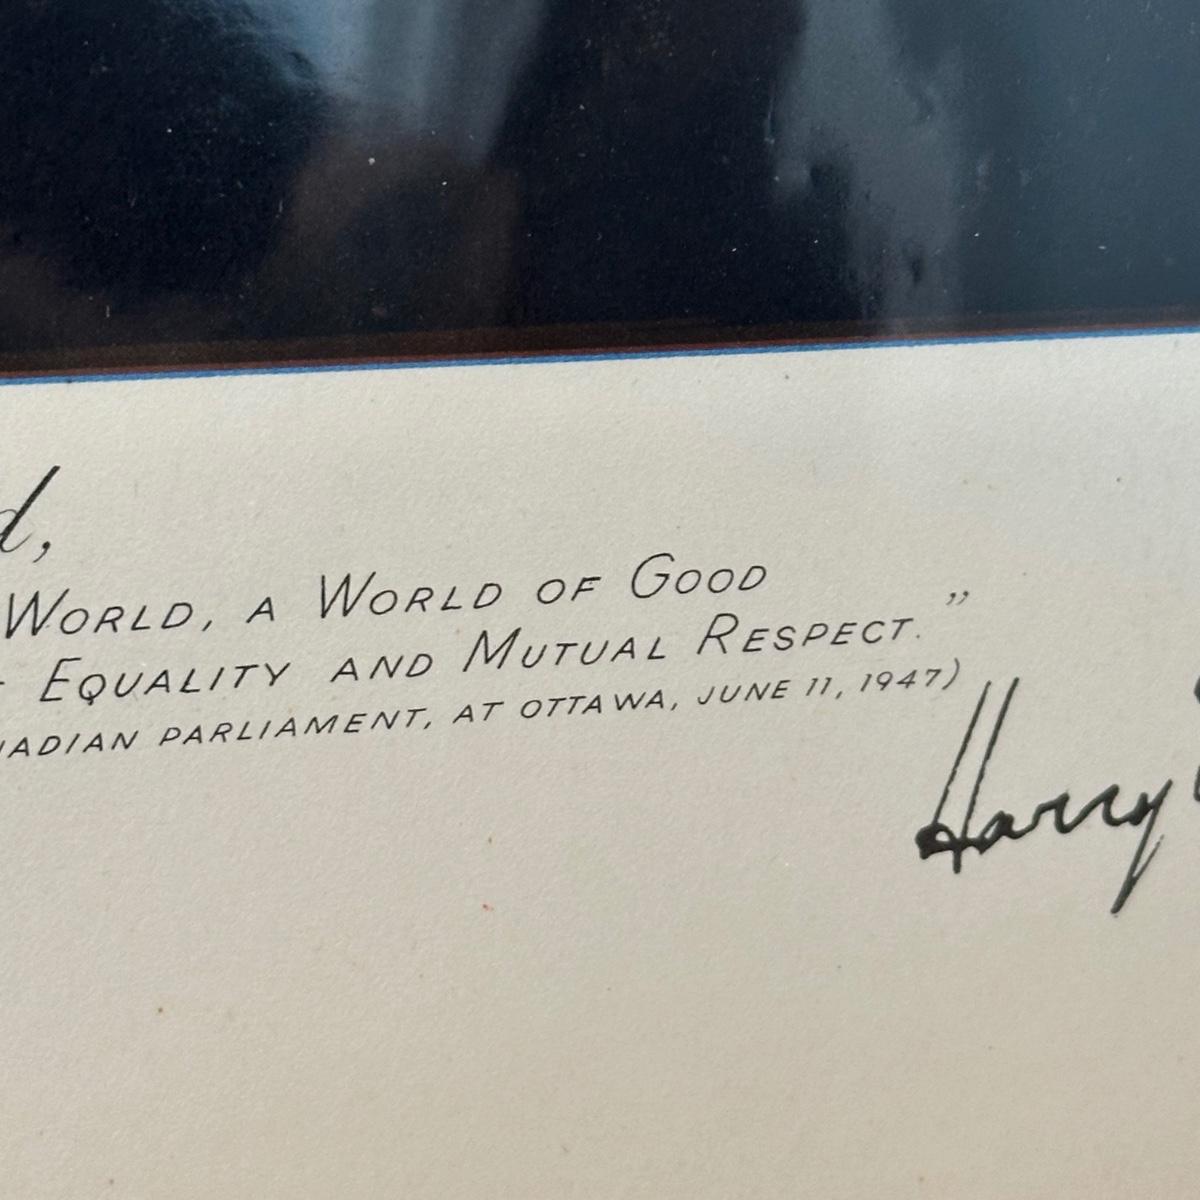 d,
World, a World of Good
Equality and Mutual Respect."
adian Parliament, at Ottawa, June 11, 1947)
Harry